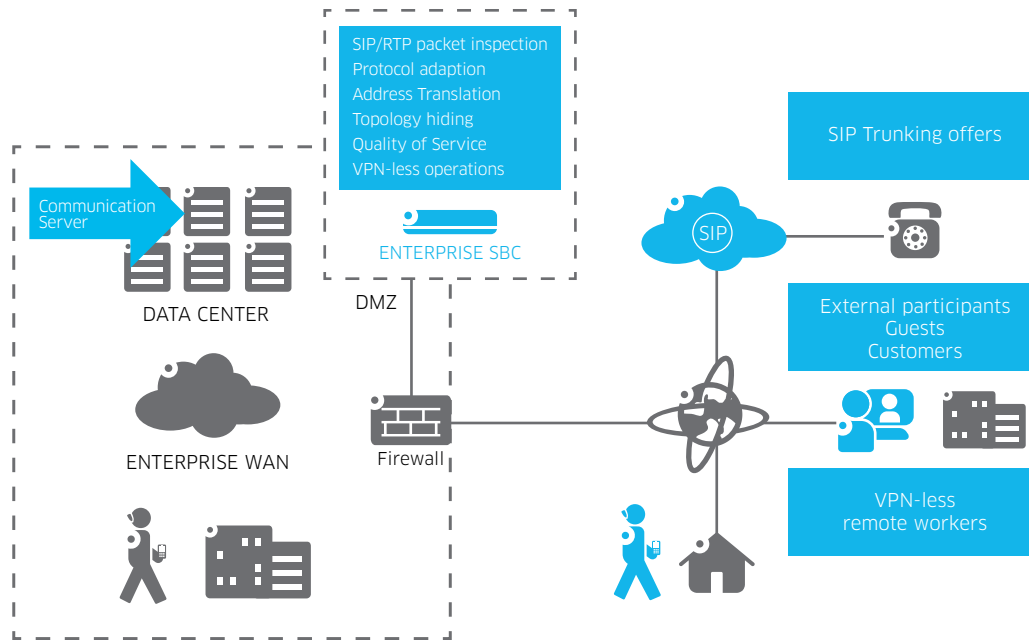 SIP/RTP packet inspection
Protocol adaption
Address Translation
Topology hiding
Quality of Service
VPN-less operations
ENTERPRISE SBC
Communication
Server
DATA CENTER
DMZ
ENTERPRISE WAN
Firewall
SIP
SIP Trunking offers
External participants
Guests
Customers
VPN-less
remote workers